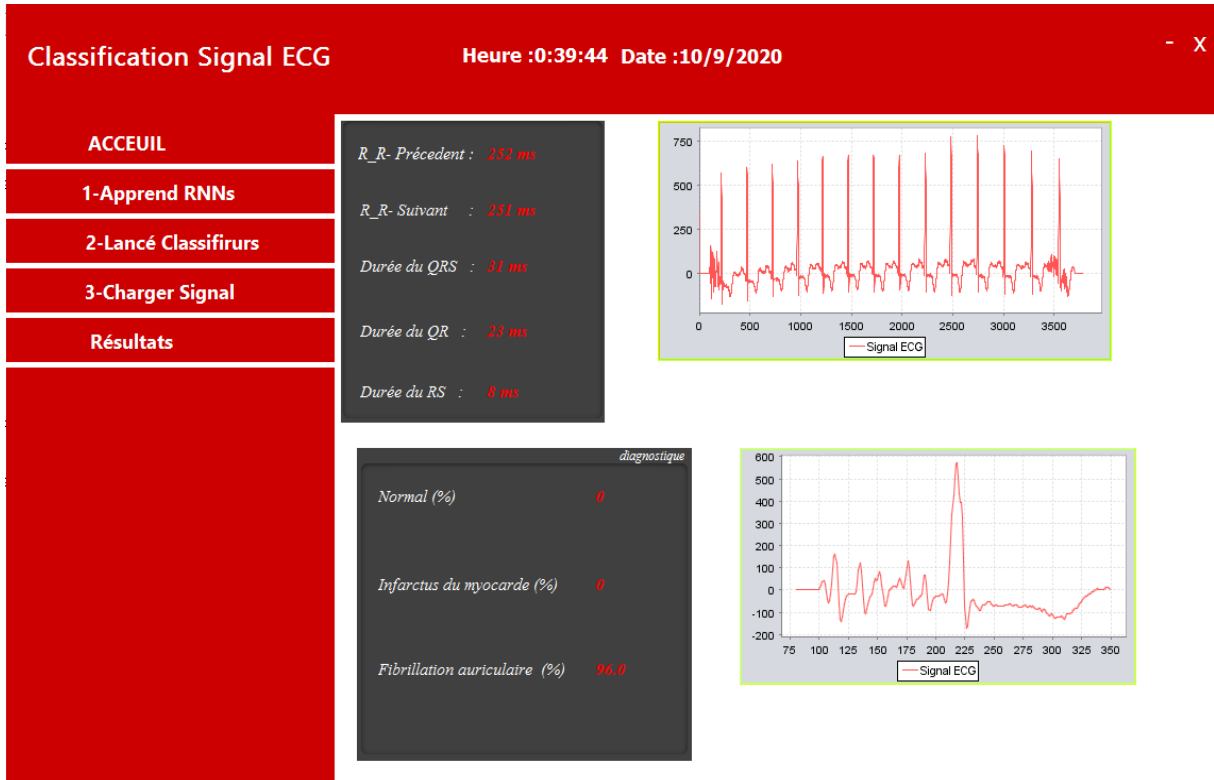 Classification Signal ECG
Heure :0:39:44 Date :10/9/2020
- X
ACCEUIL
1-Apprend RNNs
2-Lancé Classifirurs
3-Charger Signal
Résultats
R_R- Précedent : 252 ms
R_R- Suivant : 251 ms
Durée du QRS : 31 ms
Durée du QR : 23 ms
Durée du RS : 8 ms
750
500
250
0
0 500 1000 1500 2000 2500 3000 3500
Signal ECG
diagnostique
Normal (%) 0
Infarctus du myocarde (%) 0
Fibrillation auriculaire (%) 96.0
600
500
400
300
200
100
0
-100
-200
75 100 125 150 175 200 225 250 275 300 325 350
Signal ECG